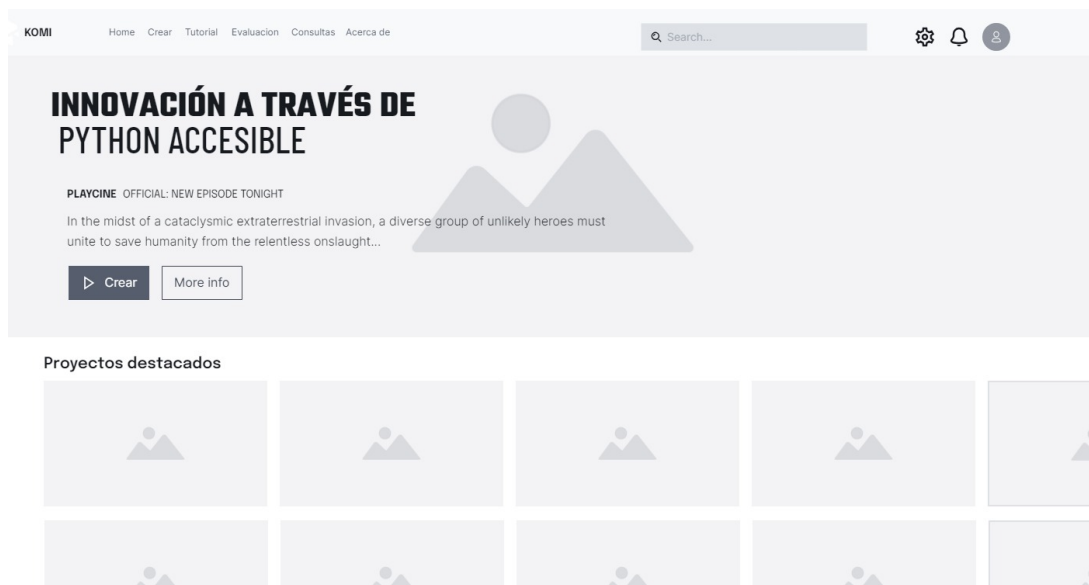 KOMI
Home Crear Tutorial Evaluacion Consultas Acerca de
Search...
INNOVACIÓN A TRAVÉS DE
PYTHON ACCESIBLE
PLAYCINE OFFICIAL: NEW EPISODE TONIGHT
In the midst of a cataclysmic extraterrestrial invasion, a diverse group of unlikely heroes must
unite to save humanity from the relentless onslaught...
Crear
More info
Proyectos destacados